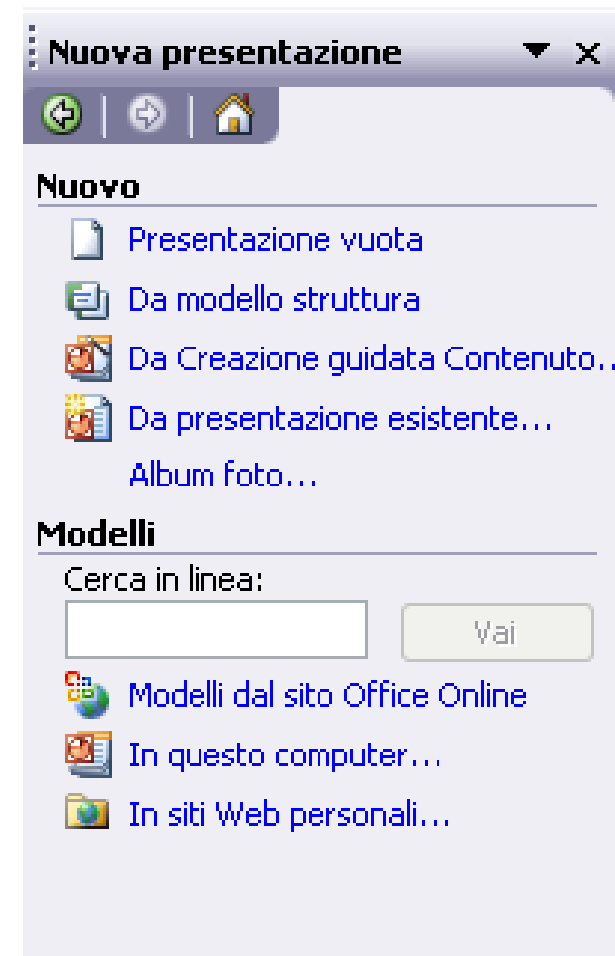 Nuova presentazione
Nuovo
Presentazione vuota
Da modello struttura
Da Creazione guidata Contenuto..
Da presentazione esistente...
Album foto...
Modelli
Cerca in linea:
Vai
Modelli dal sito Office Online
In questo computer...
In siti Web personali...